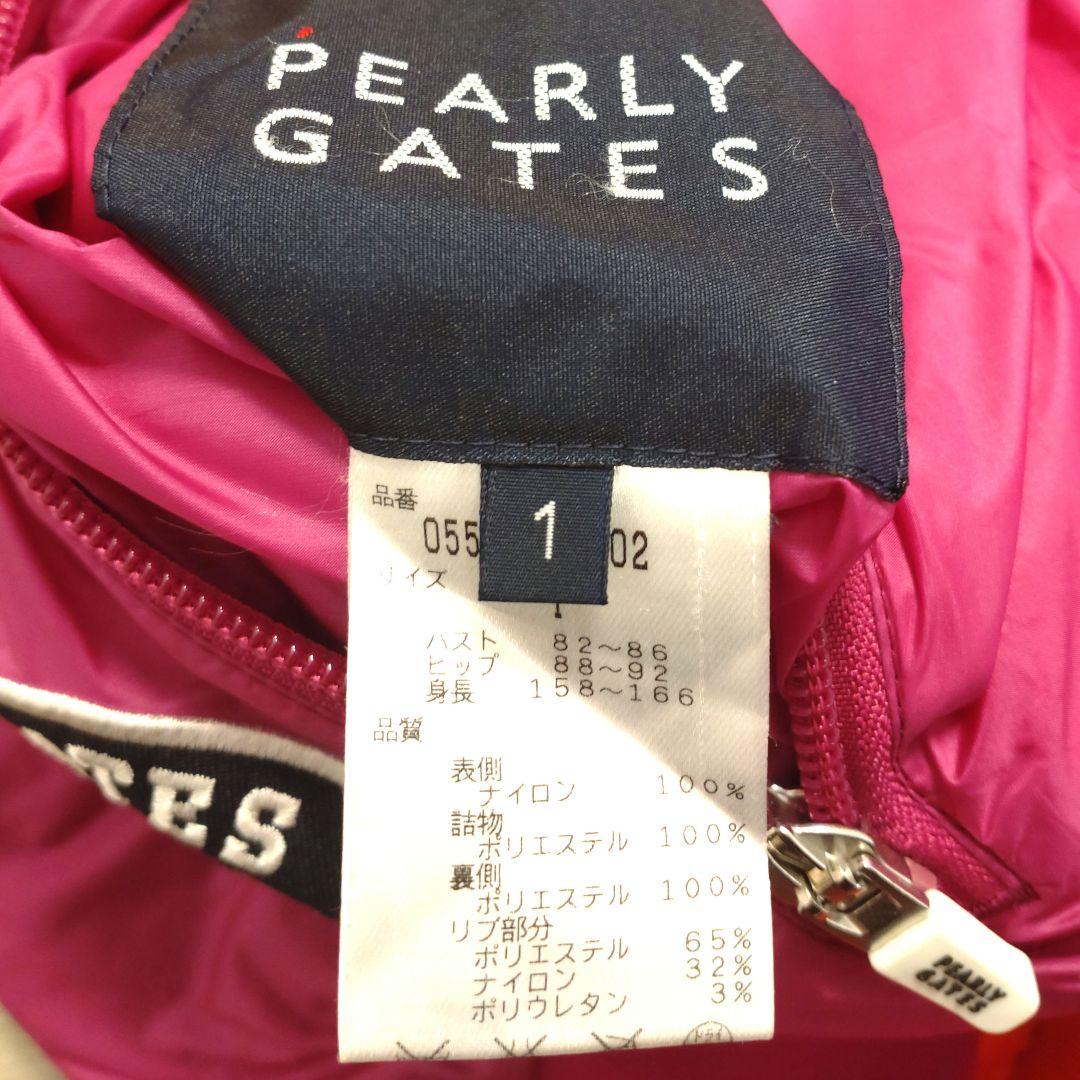 PEARLY
GATES
1
品番
055 02
サイズ
バスト 82~86
ヒップ 88~92
身長 158~166
品質
表側
ナイロン 100%
詰物
ポリエステル 100%
裏側
ポリエステル 100%
リブ部分
ポリエステル 65%
ナイロン 32%
ポリウレタン 3%
ドライ
TES
PEARLY
GATES